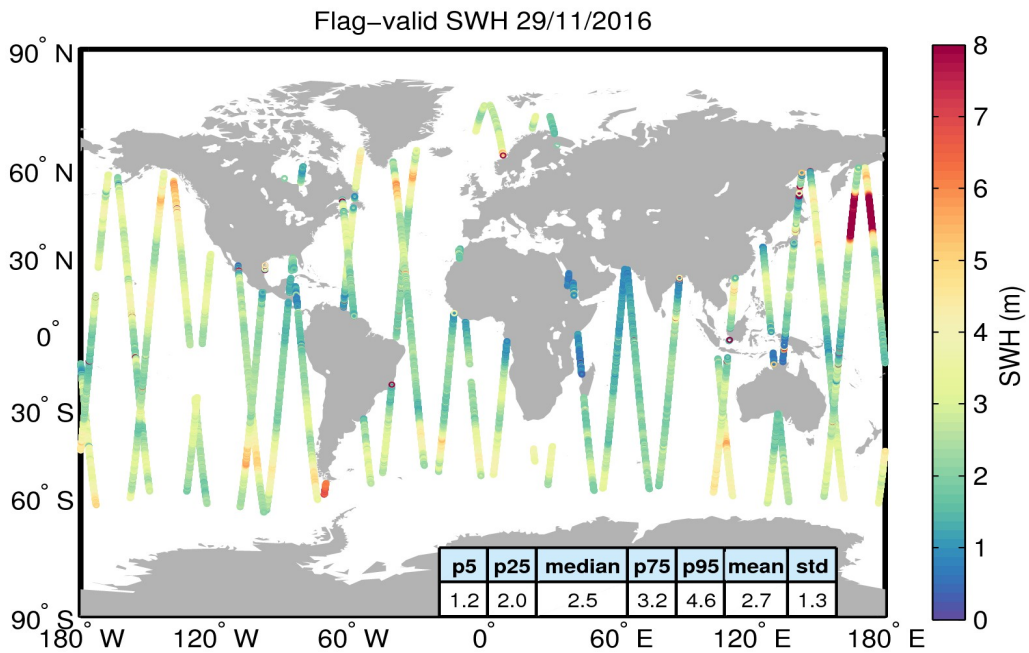 Flag−valid SWH 29/11/2016
90° N
60° N
30° N
0°
30° S
60° S
90° S
180° W
120° W
60° W
0°
60° E
120° E
180° E
p5 p25 median p75 p95 mean std
1.2 2.0 2.5 3.2 4.6 2.7 1.3
8
7
6
5
4
3
2
1
0
SWH (m)